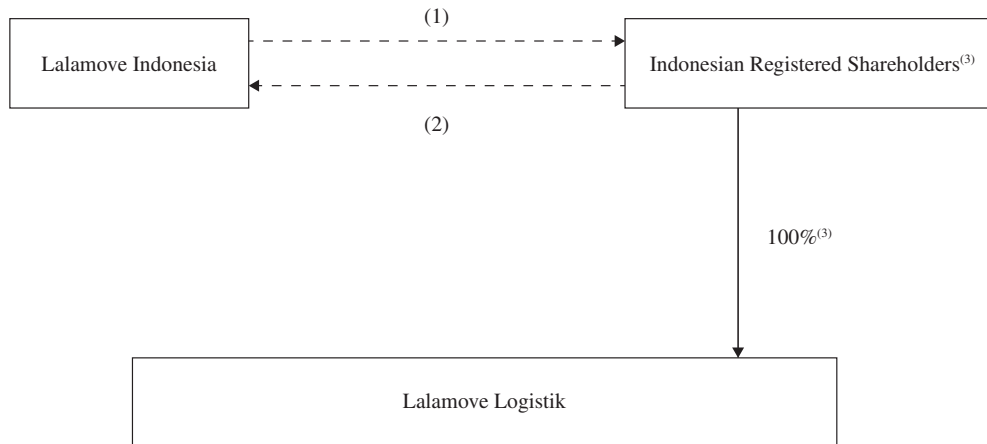 (1)
Lalamove Indonesia
Indonesian Registered Shareholders(3)
(2)
100%(3)
Lalamove Logistik